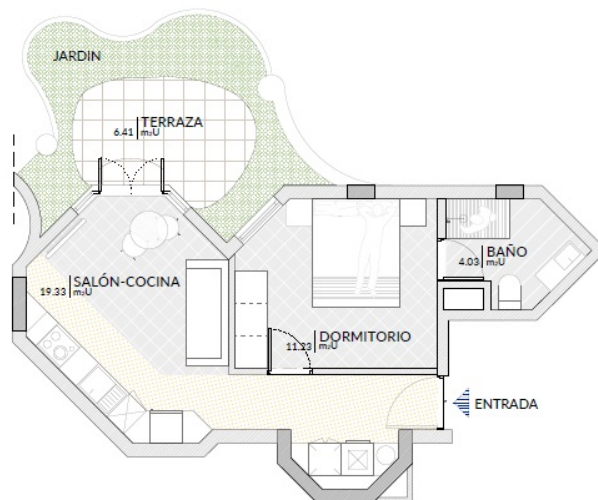 JARDIN
TERRAZA
6.41 m²U
SALÓN-COCINA
19.33 m²U
BAÑO
4.03 m²U
DORMITORIO
11.23 m²U
ENTRADA